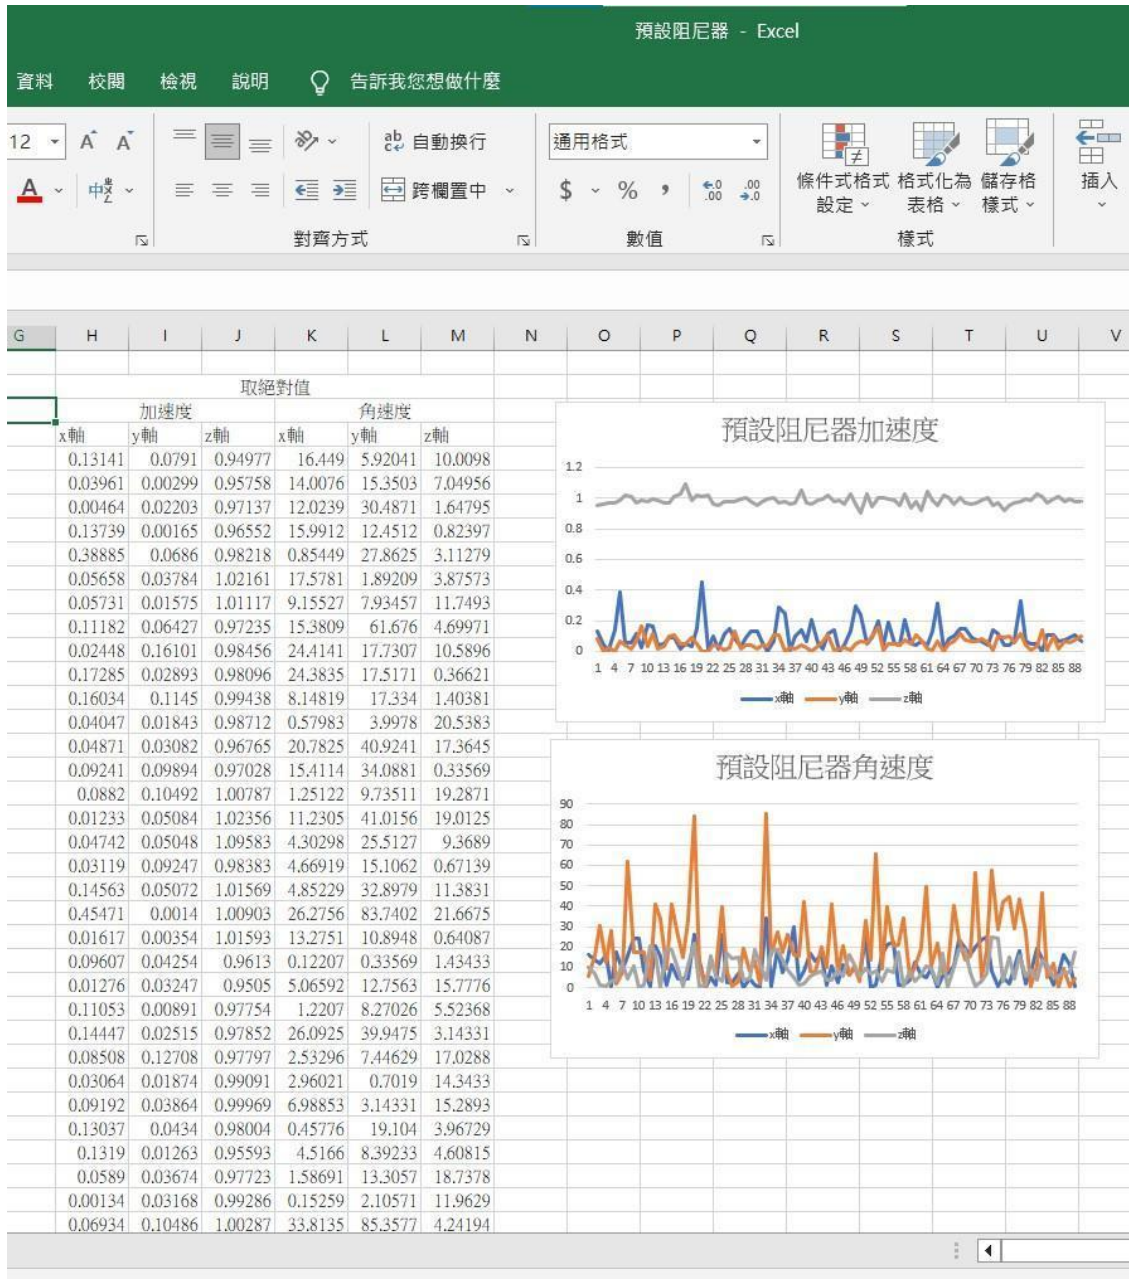 預設阻尼器 - Excel
資料 校閱 檢視 說明 告訴我您想做什麼
12 A A ab 自動換行 通用格式
A 中 跨欄置中 $ % , 條件式格式設定 格式化為表格 儲存格樣式 插入
對齊方式 數值 樣式
G H I J K L M N O P Q R S T U V
取絕對值
加速度 角速度
x軸 y軸 z軸 x軸 y軸 z軸
0.13141 0.0791 0.94977 16.449 5.92041 10.0098
0.03961 0.00299 0.95758 14.0076 15.3503 7.04956
0.00464 0.02203 0.97137 12.0239 30.4871 1.64795
0.13739 0.00165 0.96552 15.9912 12.4512 0.82397
0.38885 0.0686 0.98218 0.85449 27.8625 3.11279
0.05658 0.03784 1.02161 17.5781 1.89209 3.87573
0.05731 0.01575 1.01117 9.15527 7.93457 11.7493
0.11182 0.06427 0.97235 15.3809 61.676 4.69971
0.02448 0.16101 0.98456 24.4141 17.7307 10.5896
0.17285 0.02893 0.98096 24.3835 17.5171 0.36621
0.16034 0.1145 0.99438 8.14819 17.334 1.40381
0.04047 0.01843 0.98712 0.57983 3.9978 20.5383
0.04871 0.03082 0.96765 20.7825 40.9241 17.3645
0.09241 0.09894 0.97028 15.4114 34.0881 0.33569
0.0882 0.10492 1.00787 1.25122 9.73511 19.2871
0.01233 0.05084 1.02356 11.2305 41.0156 19.0125
0.04742 0.05048 1.09583 4.30298 25.5127 9.3689
0.03119 0.09247 0.98383 4.66919 15.1062 0.67139
0.14563 0.05072 1.01569 4.85229 32.8979 11.3831
0.45471 0.0014 1.00903 26.2756 83.7402 21.6675
0.01617 0.00354 1.01593 13.2751 10.8948 0.64087
0.09607 0.04254 0.9613 0.12207 0.33569 1.43433
0.01276 0.03247 0.9505 5.06592 12.7563 15.7776
0.11053 0.00891 0.97754 1.2207 8.27026 5.52368
0.14447 0.02515 0.97852 26.0925 39.9475 3.14331
0.08508 0.12708 0.97797 2.53296 7.44629 17.0288
0.03064 0.01874 0.99091 2.96021 0.7019 14.3433
0.09192 0.03864 0.99969 6.98853 3.14331 15.2893
0.13037 0.0434 0.98004 0.45776 19.104 3.96729
0.1319 0.01263 0.95593 4.5166 8.39233 4.60815
0.0589 0.03674 0.97723 1.58691 13.3057 18.7378
0.00134 0.03168 0.99286 0.15259 2.10571 11.9629
0.06934 0.10486 1.00287 33.8135 85.3577 4.24194
預設阻尼器加速度
1.2
1
0.8
0.6
0.4
0.2
0
1 4 7 10 13 16 19 22 25 28 31 34 37 40 43 46 49 52 55 58 61 64 67 70 73 76 79 82 85 88
x軸 y軸 z軸
預設阻尼器角速度
90
80
70
60
50
40
30
20
10
0
1 4 7 10 13 16 19 22 25 28 31 34 37 40 43 46 49 52 55 58 61 64 67 70 73 76 79 82 85 88
x軸 y軸 z軸